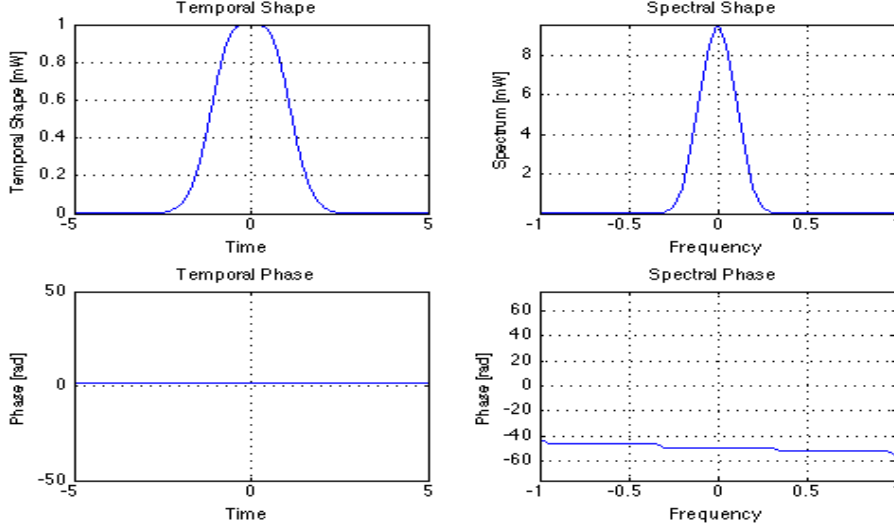 Temporal Shape
Temporal Shape [mW]
1
0.8
0.6
0.4
0.2
0
-5
0
5
Time
Spectral Shape
Spectrum [mW]
8
6
4
2
-1
-0.5
0
0.5
Frequency
Temporal Phase
Phase [rad]
50
0
-50
-5
0
5
Time
Spectral Phase
Phase [rad]
60
40
20
0
-20
-40
-60
-1
-0.5
0
0.5
Frequency